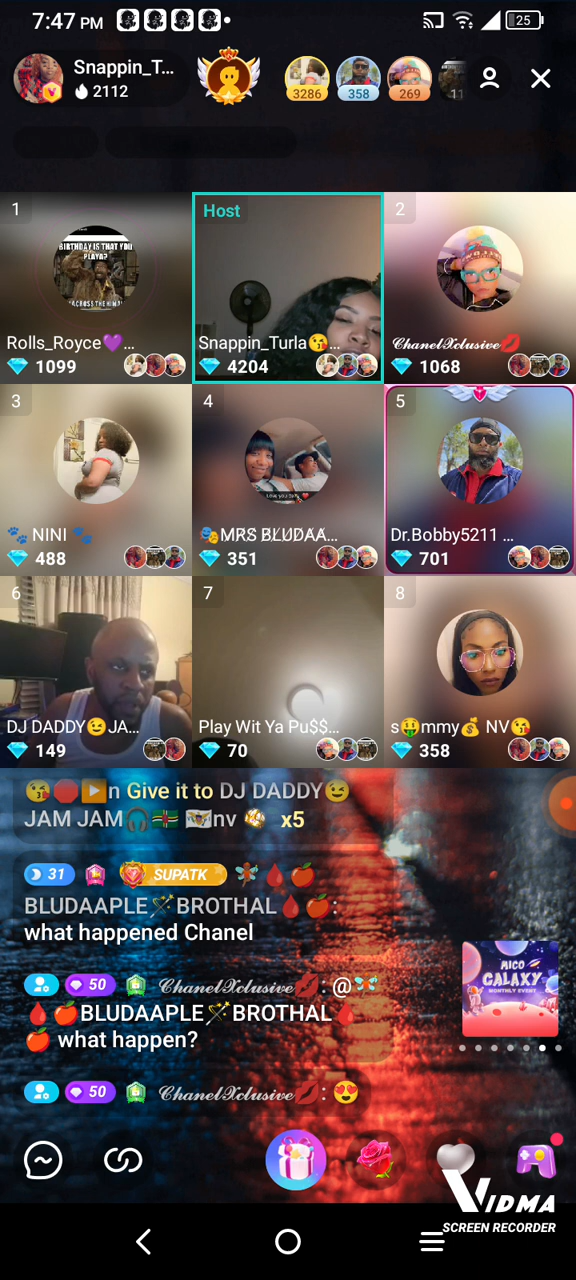 7:47 PM
25
Snappin_T...
2112
3286
358
269
11
1
BIRTHDAY IS THAT YOU
PLAYA?
Rolls_Royce💜...
1099
Host
Snappin_Turla😘...
4204
2
𝒞𝒽𝒶𝓃𝑒𝓁𝒳𝒸𝓁𝓊𝓈𝒾𝓋𝑒💋
1068
3
🐾 NINI 🐾
488
4
🎭MRS BLUDAA...
351
5
Dr.Bobby5211 ...
701
6
DJ DADDY😉JA...
149
7
Play Wit Ya Pu$$...
70
8
s🤑mmy💰 NV😘
358
😘🛑▶️n Give it to DJ DADDY😉
JAM JAM🎧🇩🇲 nv x5
31 SUPATK 🩸🍎
BLUDAAPLE🪄BROTHAL🩸🍎:
what happened Chanel
50 𝒞𝒽𝒶𝓃𝑒𝓁𝒳𝒸𝓁𝓊𝓈𝒾𝓋𝑒💋: @
🩸🍎BLUDAAPLE🪄BROTHAL🩸
🍎 what happen?
50 𝒞𝒽𝒶𝓃𝑒𝓁𝒳𝒸𝓁𝓊𝓈𝒾𝓋𝑒💋: 😍
MICO
GALAXY
MONTHLY EVENT
VIDMA
SCREEN RECORDER